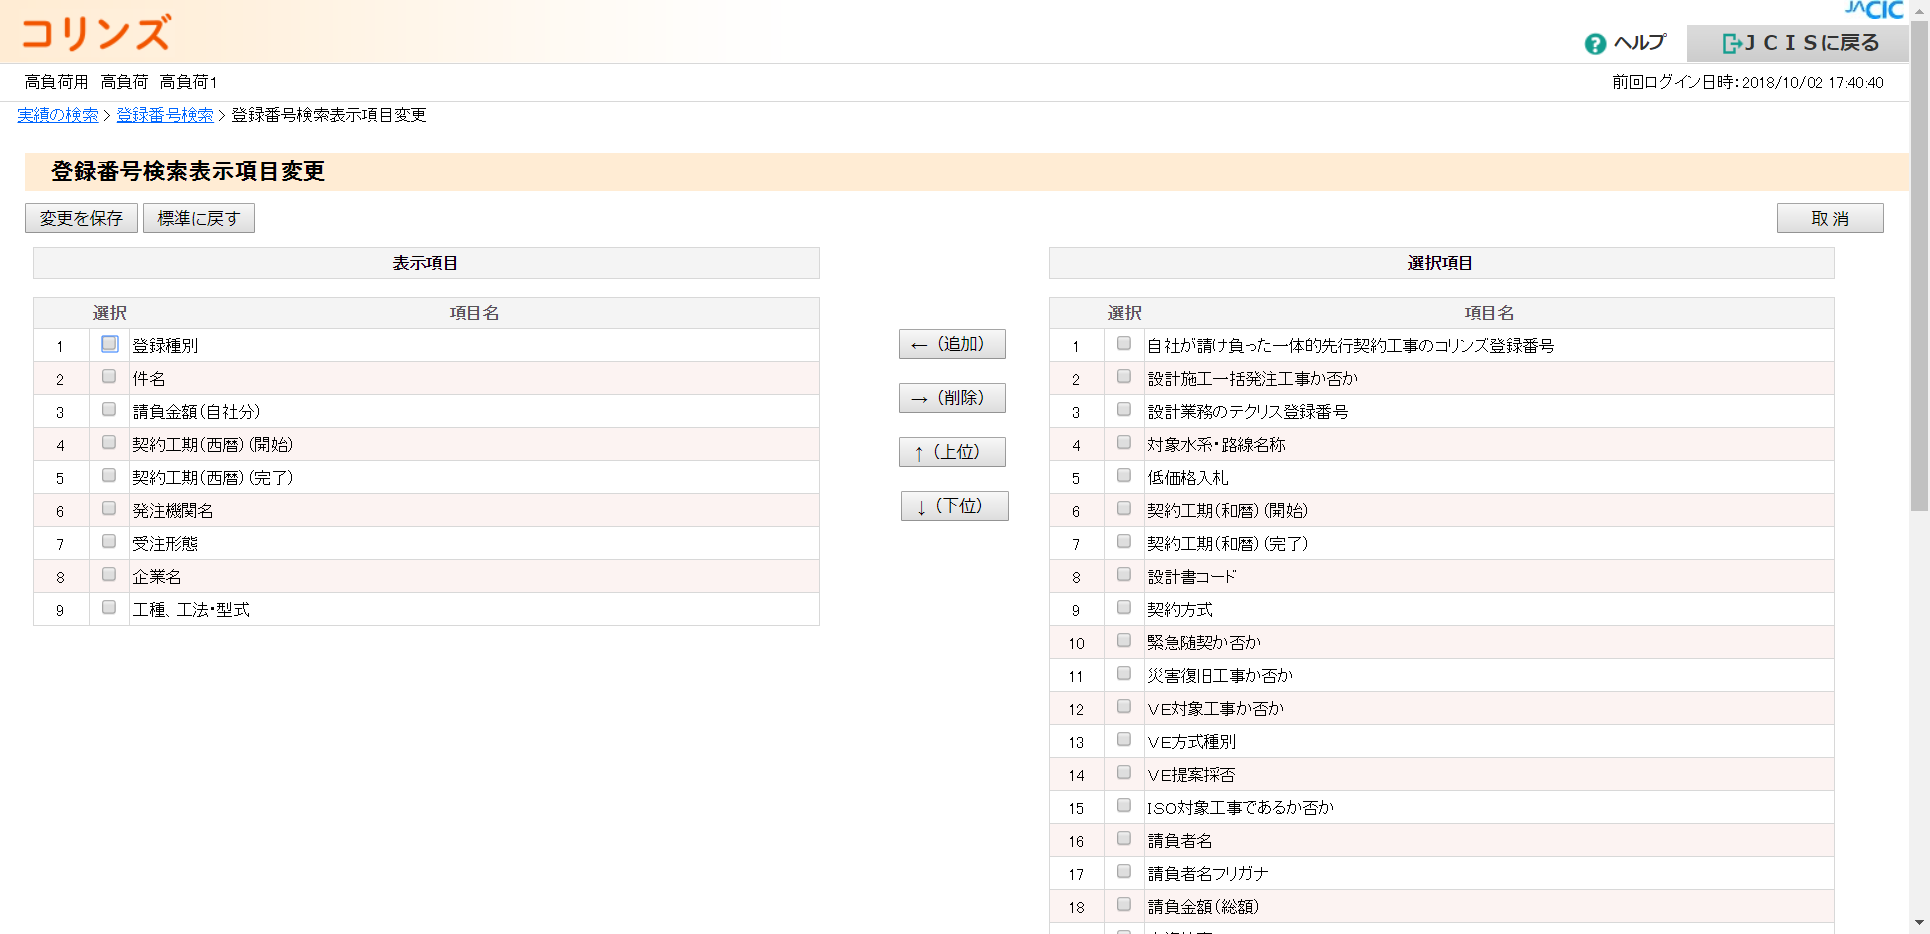 コリンズ
JACIC
ヘルプ
ＪＣＩＳに戻る
高負荷用 高負荷 高負荷1
前回ログイン日時：2018/10/02 17:40:40
実績の検索 > 登録番号検索 > 登録番号検索表示項目変更
登録番号検索表示項目変更
変更を保存 標準に戻す
取 消
表示項目
選択 項目名
1 登録種別
2 件名
3 請負金額（自社分）
4 契約工期（西暦）（開始）
5 契約工期（西暦）（完了）
6 発注機関名
7 受注形態
8 企業名
9 工種、工法・型式
←（追加）
→（削除）
↑（上位）
↓（下位）
選択項目
選択 項目名
1 自社が請け負った一体的先行契約工事のコリンズ登録番号
2 設計施工一括発注工事か否か
3 設計業務のテクリス登録番号
4 対象水系・路線名称
5 低価格入札
6 契約工期（和暦）（開始）
7 契約工期（和暦）（完了）
8 設計書コード
9 契約方式
10 緊急随契か否か
11 災害復旧工事か否か
12 VE対象工事か否か
13 VE方式種別
14 VE提案採否
15 ISO対象工事であるか否か
16 請負者名
17 請負者名フリガナ
18 請負金額（総額）